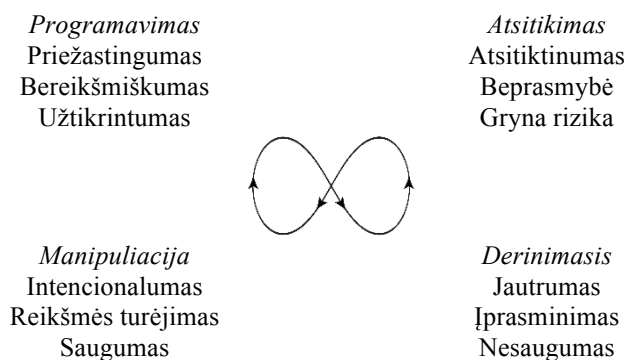 Programavimas
Priežastingumas
Bereikšmiškumas
Užtikrintumas
Atsitikimas
Atsitiktinumas
Beprasmybė
Gryna rizika
Manipuliacija
Intencionalumas
Reikšmės turėjimas
Saugumas
Derinimasis
Jautrumas
Įprasminimas
Nesaugumas